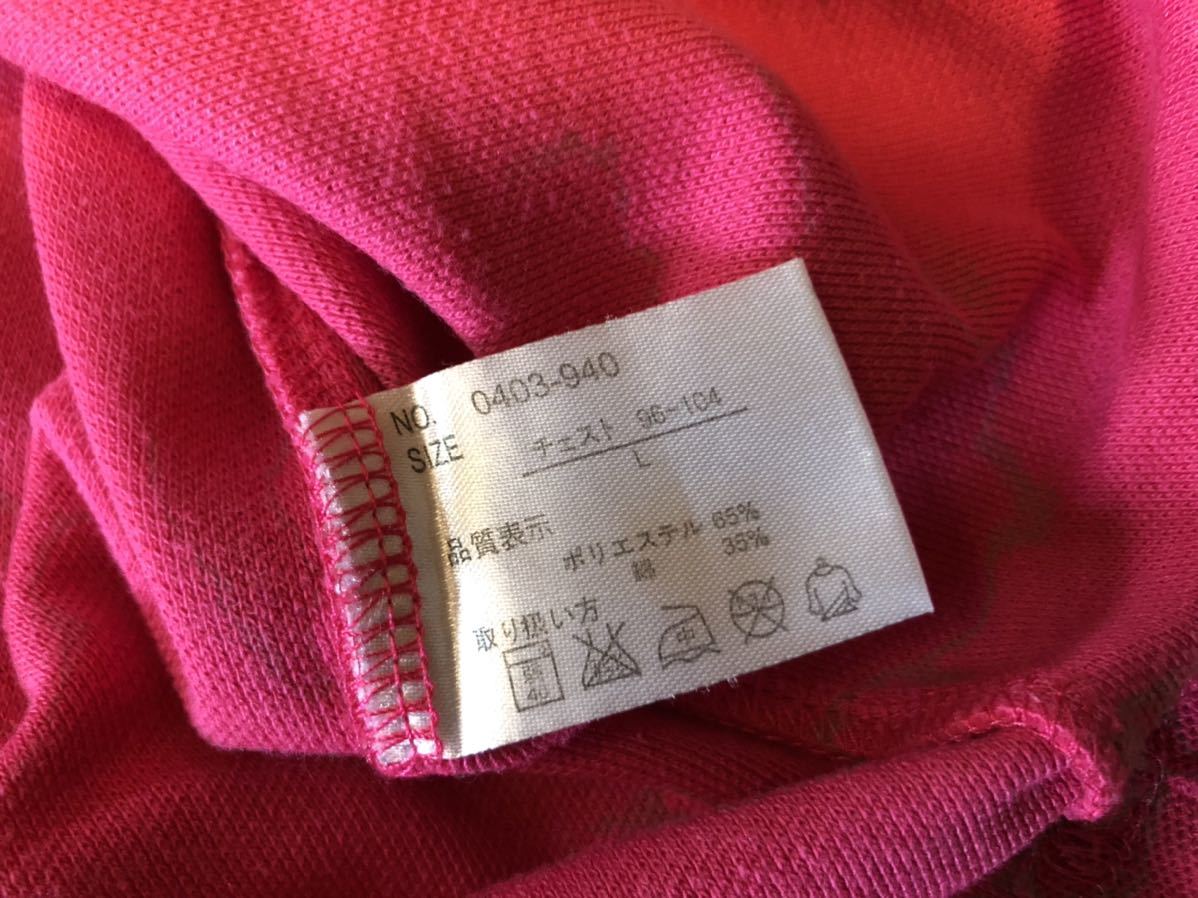 NO. 0403-940
SIZE チェスト 96-104
L
品質表示
ポリエステル 65%
綿 35%
取り扱い方
中